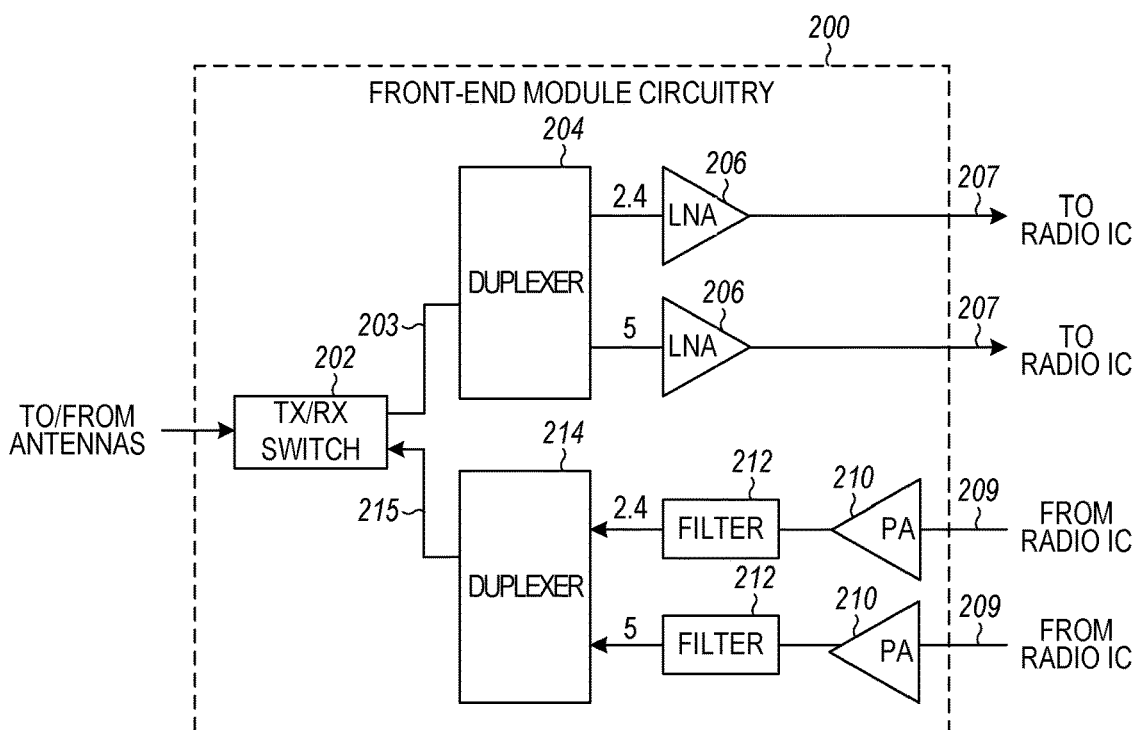 200
FRONT-END MODULE CIRCUITRY
204
206
2.4
LNA
207
TO
RADIO IC
DUPLEXER
203
206
5
LNA
207
TO
RADIO IC
202
TO/FROM
ANTENNAS
TX/RX
SWITCH
214
215
212
210
2.4
FILTER
PA
209
FROM
RADIO IC
DUPLEXER
212
210
5
FILTER
PA
209
FROM
RADIO IC